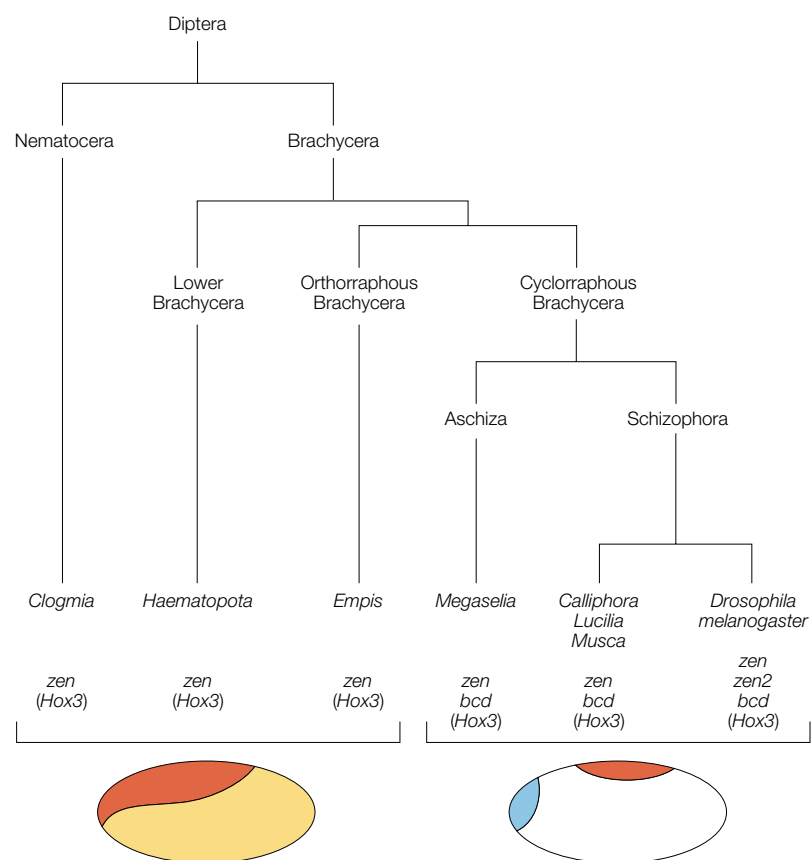 Diptera
Nematocera
Brachycera
Lower
Brachycera
Orthorraphous
Brachycera
Cyclorraphous
Brachycera
Aschiza
Schizophora
Clogmia
Haematopota
Empis
Megaselia
Calliphora
Lucilia
Musca
Drosophila
melanogaster
zen
(Hox3)
zen
(Hox3)
zen
(Hox3)
zen
bcd
(Hox3)
zen
bcd
(Hox3)
zen
zen2
bcd
(Hox3)